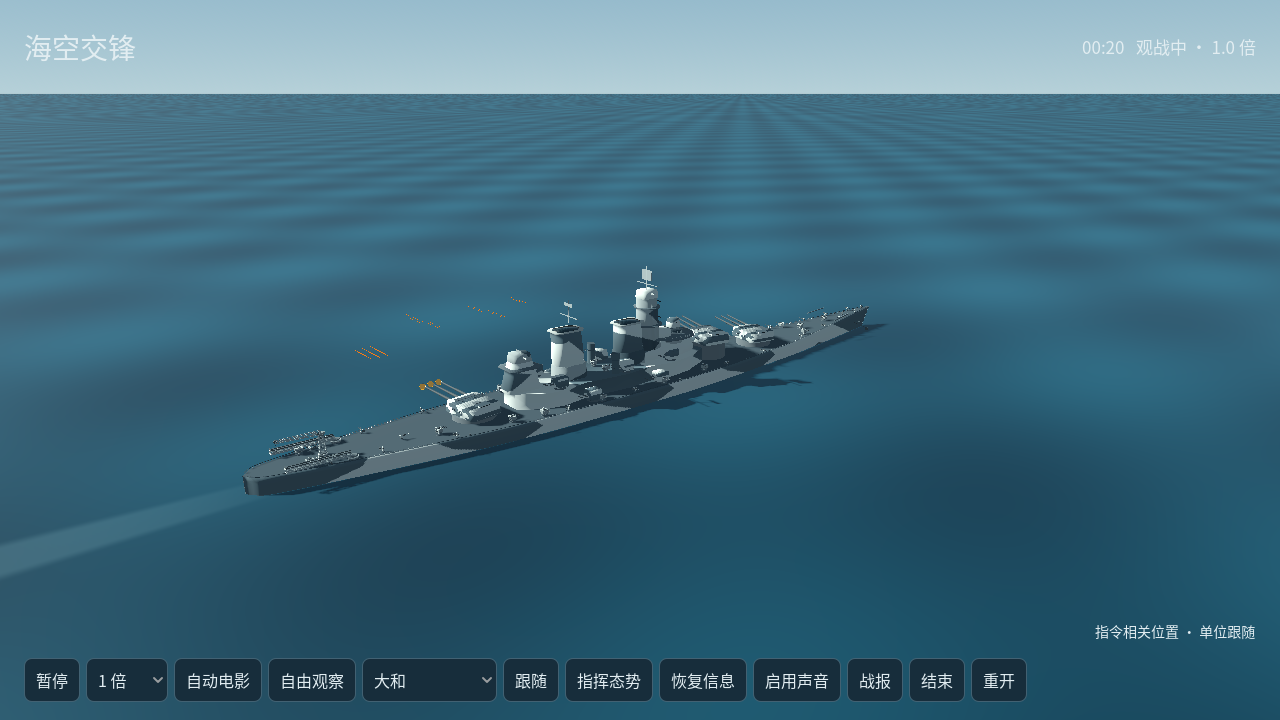 海空交锋
00:20 观战中 · 1.0 倍
指令相关位置 · 单位跟随
暂停 1 倍 自动电影 自由观察 大和 跟随 指挥态势 恢复信息 启用声音 战报 结束 重开